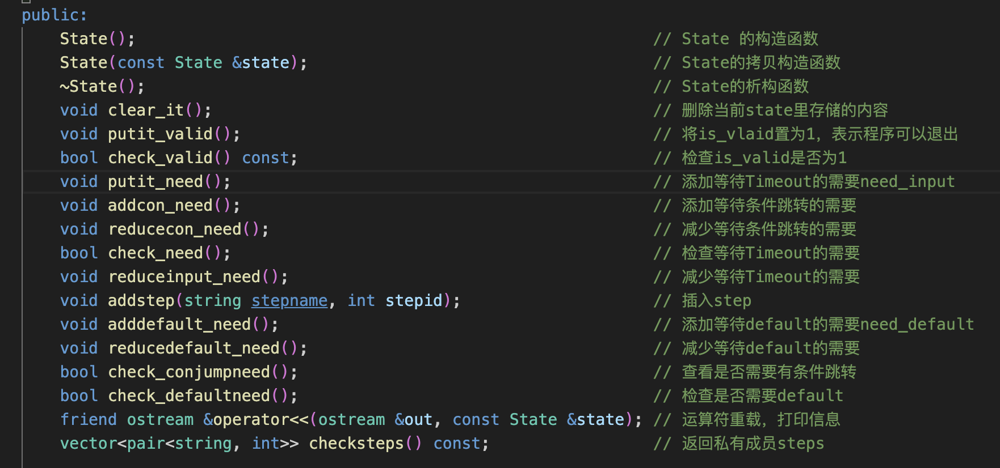 public:
State(); // State 的构造函数
State(const State &state); // State的拷贝构造函数
~State(); // State的析构函数
void clear_it(); // 删除当前state里存储的内容
void putit_valid(); // 将is_vlaid置为1，表示程序可以退出
bool check_valid() const; // 检查is_valid是否为1
void putit_need(); // 添加等待Timeout的需要need_input
void addcon_need(); // 添加等待条件跳转的需要
void reducecon_need(); // 减少等待条件跳转的需要
bool check_need(); // 检查等待Timeout的需要
void reduceinput_need(); // 减少等待Timeout的需要
void addstep(string stepname, int stepid); // 插入step
void adddefault_need(); // 添加等待default的需要need_default
void reducedefault_need(); // 减少等待default的需要
bool check_conjumpneed(); // 查看是否需要有条件跳转
bool check_defaultneed(); // 检查是否需要default
friend ostream &operator<<(ostream &out, const State &state); // 运算符重载，打印信息
vector<pair<string, int>> checksteps() const; // 返回私有成员steps